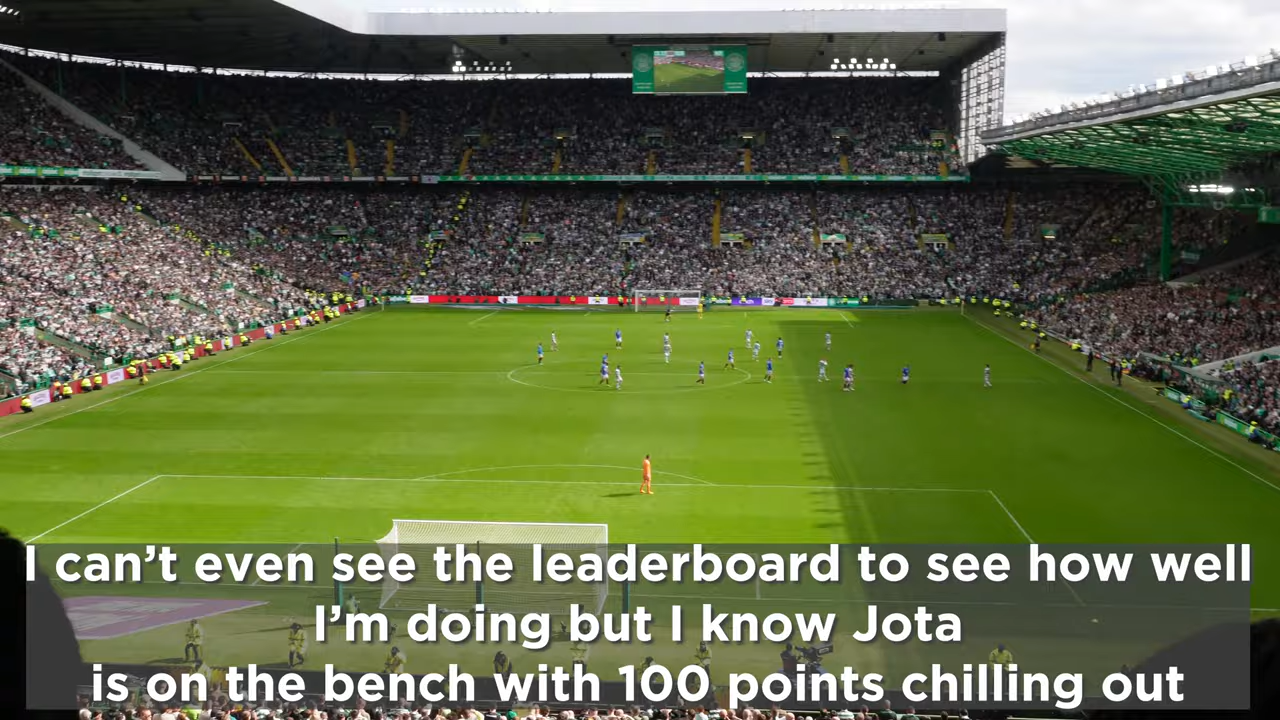 I can’t even see the leaderboard to see how well
I’m doing but I know Jota
is on the bench with 100 points chilling out